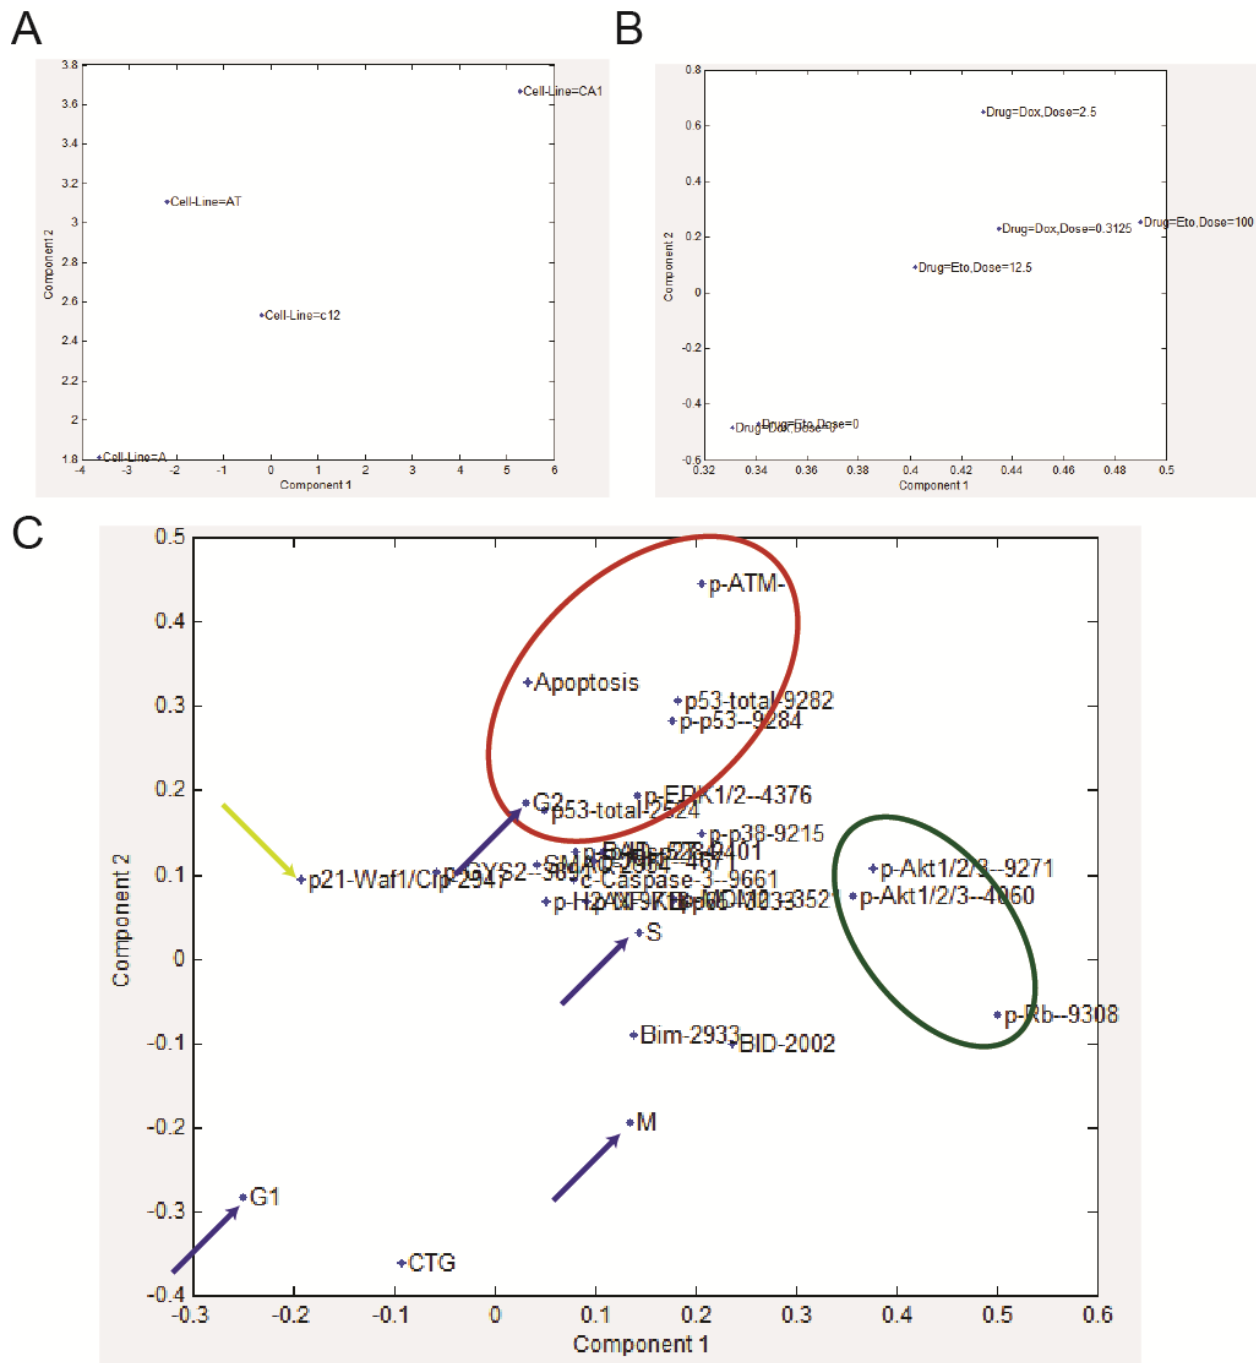 A
B
3.8
3.6
3.4
3.2
3
2.8
2.6
2.4
2.2
2
1.8
Component 2
Cell-Line=CA1
Cell-Line=AT
Cell-Line=c12
Cell-Line=A
-4 -3 -2 -1 0 1 2 3 4 5 6
Component 1
0.8
0.6
0.4
0.2
0
-0.2
-0.4
-0.6
Component 2
Drug=Dox,Dose=2.5
Drug=Eto,Dose=100
Drug=Dox,Dose=0.3125
Drug=Eto,Dose=12.5
Drug=Eto,Dose=0
Drug=Dox,Dose=0
0.32 0.34 0.36 0.38 0.4 0.42 0.44 0.46 0.48 0.5
Component 1
C
0.5
0.4
0.3
0.2
0.1
0
-0.1
-0.2
-0.3
-0.4
Component 2
p-ATM-
Apoptosis
p53-total-9282
p-p53--9284
G2
p-ERK1/2--4376
p53-total-2524
p-p38-9215
p-GYS2--3891
p21-Waf1/Cip-2947
c-Caspase-3--9661
p-Akt1/2/3--9271
p-Akt1/2/3--4060
S
p-Rb--9308
Bim-2933
BID-2002
M
G1
CTG
-0.3 -0.2 -0.1 0 0.1 0.2 0.3 0.4 0.5 0.6
Component 1